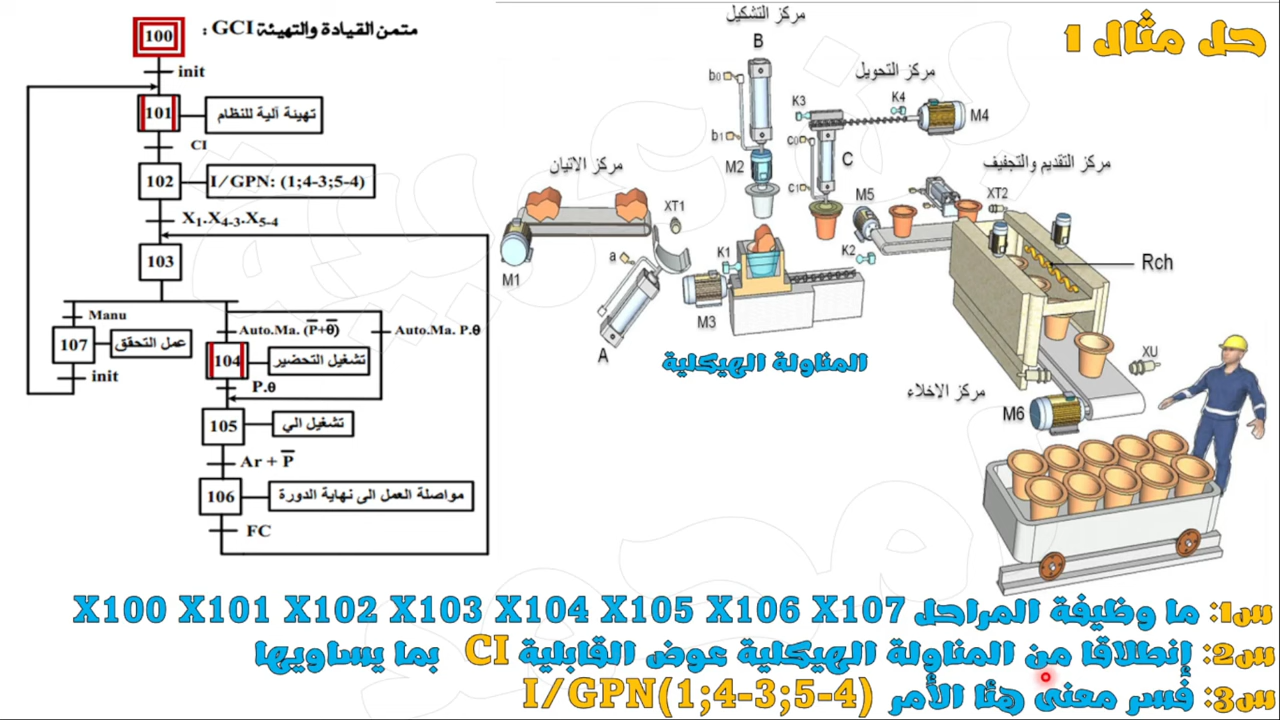 حل مثال 1
متمن القيادة والتهيئة GCI :
100
init
101
تهيئة آلية للنظام
CI
102
I/GPN: (1;4-3;5-4)
X1.X4-3.X5-4
103
Manu
107
عمل التحقق
init
Auto.Ma. (P̅+θ̅)
Auto.Ma. P.θ
104
تشغيل التحضير
P.θ
105
تشغيل الي
Ar + P̅
106
مواصلة العمل الى نهاية الدورة
FC
مركز التشكيل
B
b0
b1
M2
مركز التحويل
K3
K4
M4
c0
C
c1
مركز الاتيان
XT1
M1
a
A
K1
M3
K2
M5
مركز التقديم والتجفيف
XT2
Rch
XU
مركز الاخلاء
M6
المناولة الهيكلية
س1: ما وظيفة المراحل X100 X101 X102 X103 X104 X105 X106 X107
س2: إنطلاقا من المناولة الهيكلية عوض القابلية CI بما يساويها
س3: فسر معنى هئا الأمر I/GPN(1;4-3;5-4)